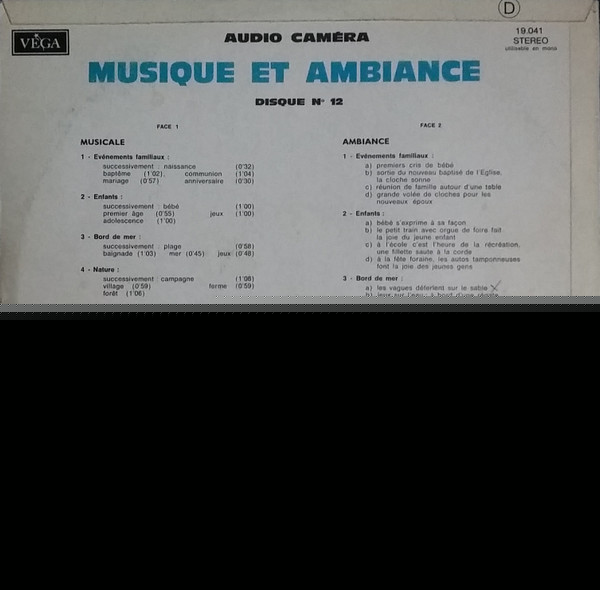 D
VÉGA
AUDIO CAMÉRA
19.041
STEREO
utilisable en mono
MUSIQUE ET AMBIANCE
DISQUE N° 12
FACE 1
MUSICALE
1 - Evénements familiaux :
successivement : naissance (0'32)
baptême (1'02), communion (1'04)
mariage (0'57) anniversaire (0'30)
2 - Enfants :
successivement : bébé (1'00)
premier âge (0'55) jeux (1'00)
adolescence (1'00)
3 - Bord de mer :
successivement : plage (0'58)
baignade (1'03) mer (0'45) jeux (0'48)
4 - Nature :
successivement : campagne (1'08)
village (0'59) ferme (0'59)
forêt (1'06)
FACE 2
AMBIANCE
1 - Evénements familiaux :
a) premiers cris de bébé
b) sortie du nouveau baptisé de l'Eglise,
la cloche sonne
c) réunion de famille autour d'une table
d) grande volée de cloches pour les
nouveaux époux
2 - Enfants :
a) bébé s'exprime à sa façon
b) le petit train avec orgue de foire fait
la joie du jeune enfant
c) à l'école c'est l'heure de la récréation,
une fillette saute à la corde
d) à la fête foraine, les autos tamponneuses
font la joie des jeunes gens
3 - Bord de mer :
a) les vagues déferlent sur le sable
b) jeux sur l'eau : à bord d'une